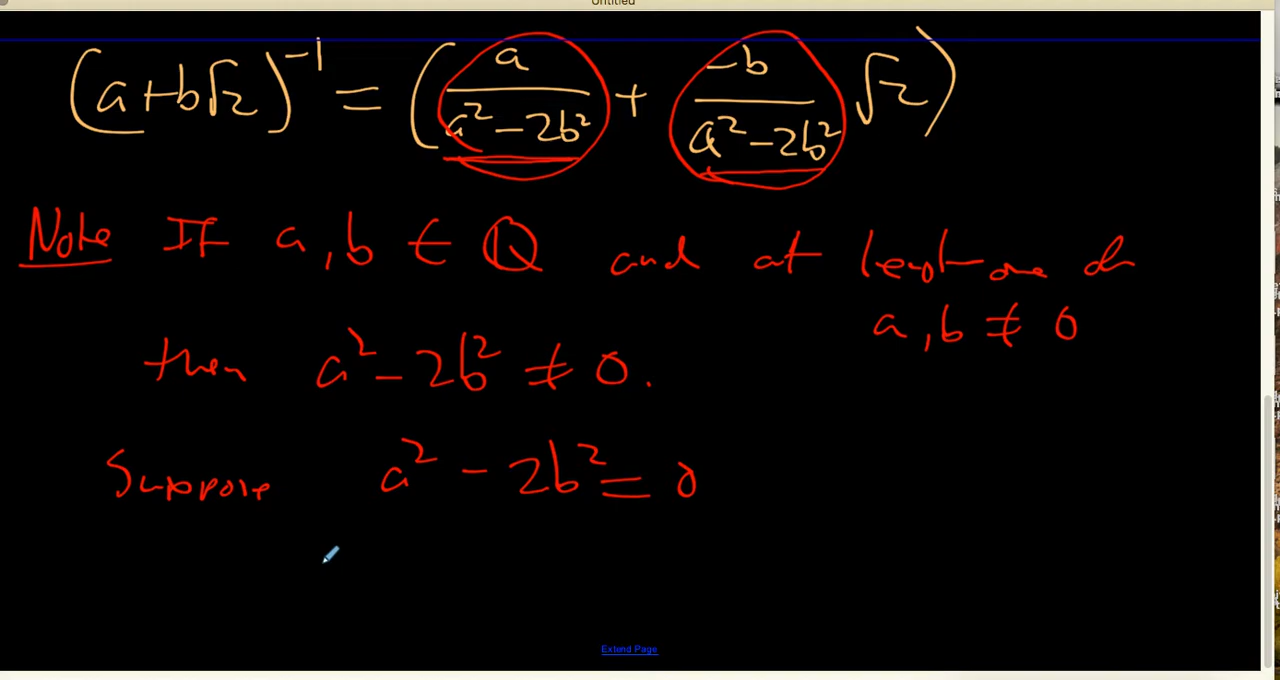 Untitled
(a+b√2)⁻¹ = (a/(a²-2b²) + -b/(a²-2b²) √2)
Note If a,b ∈ ℚ and at least one of
a,b ≠ 0
then a²-2b² ≠ 0.
Suppose a² - 2b² = 0
Extend Page